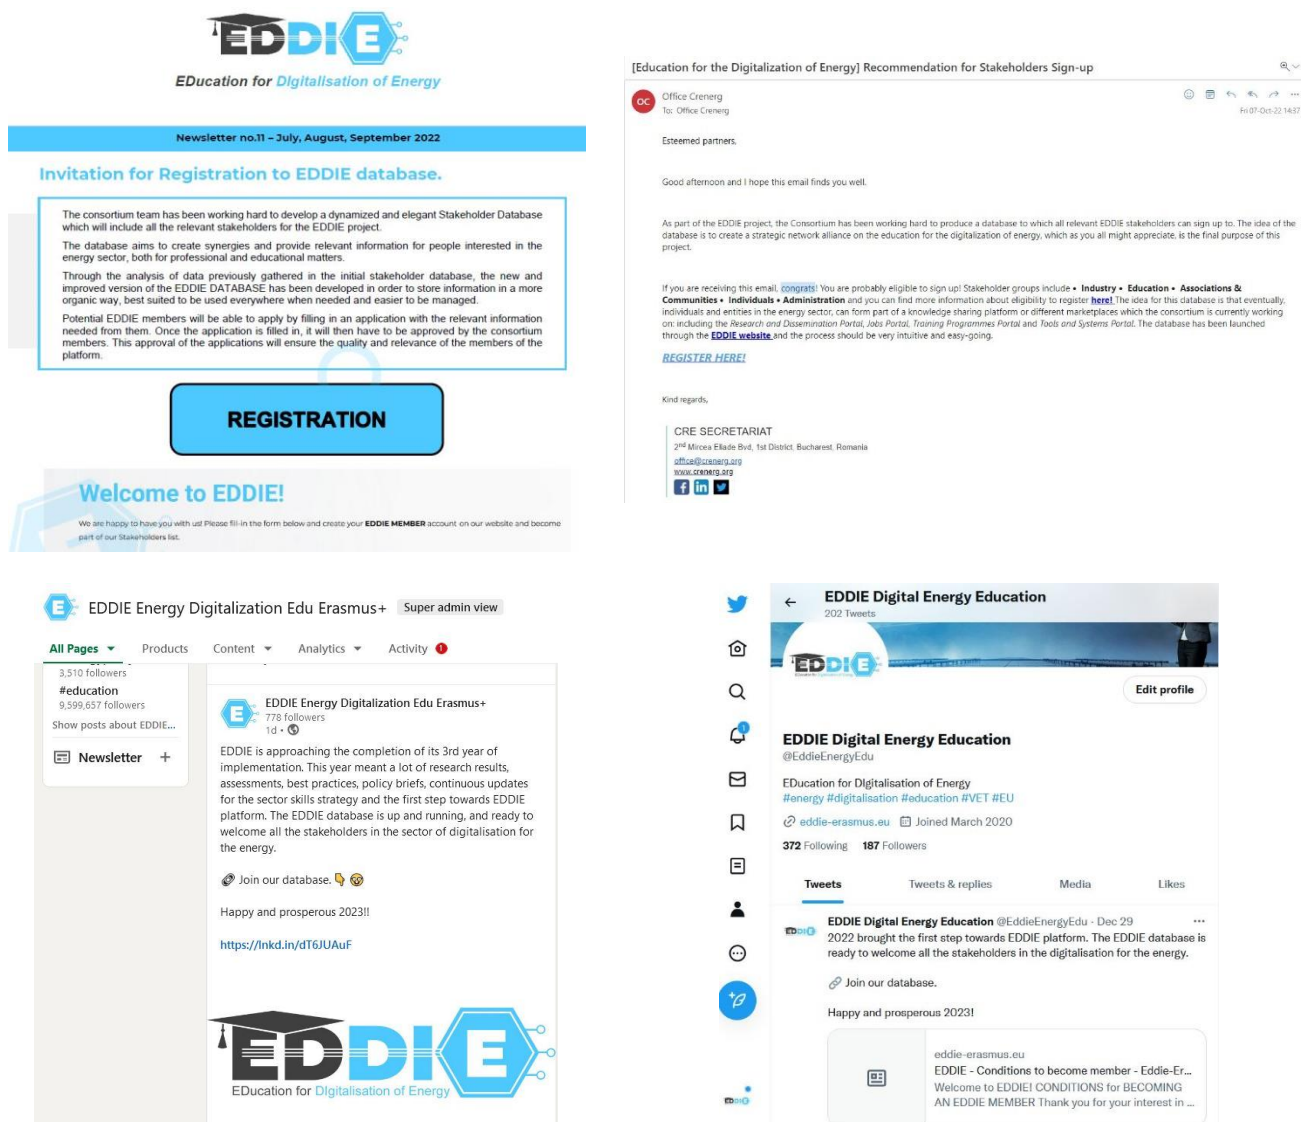 EDDIE
EDucation for DIgitalisation of Energy
Newsletter no.11 – July, August, September 2022
Invitation for Registration to EDDIE database.
The consortium team has been working hard to develop a dynamized and elegant Stakeholder Database
which will include all the relevant stakeholders for the EDDIE project.
The database aims to create synergies and provide relevant information for people interested in the
energy sector, both for professional and educational matters.
Through the analysis of data previously gathered in the initial stakeholder database, the new and
improved version of the EDDIE DATABASE has been developed in order to store information in a more
organic way, best suited to be used everywhere when needed and easier to be managed.
Potential EDDIE members will be able to apply by filling in an application with the relevant information
needed from them. Once the application is filled in, it will then have to be approved by the consortium
members. This approval of the applications will ensure the quality and relevance of the members of the
platform.
REGISTRATION
Welcome to EDDIE!
We are happy to have you with us! Please fill-in the form below and create your EDDIE MEMBER account on our website and become
part of our Stakeholders list.
[Education for the Digitalization of Energy] Recommendation for Stakeholders Sign-up
OC
Office Crenerg
To: Office Crenerg
Fri 07-Oct-22 14:37
Esteemed partners,
Good afternoon and I hope this email finds you well.
As part of the EDDIE project, the Consortium has been working hard to produce a database to which all relevant EDDIE stakeholders can sign up to. The idea of the
database is to create a strategic network alliance on the education for the digitalization of energy, which as you all might appreciate, is the final purpose of this
project.
If you are receiving this email, congrats! You are probably eligible to sign up! Stakeholder groups include • Industry • Education • Associations &
Communities • Individuals • Administration and you can find more information about eligibility to register here! The idea for this database is that eventually,
individuals and entities in the energy sector, can form part of a knowledge sharing platform or different marketplaces which the consortium is currently working
on: including the Research and Dissemination Portal, Jobs Portal, Training Programmes Portal and Tools and Systems Portal. The database has been launched
through the EDDIE website and the process should be very intuitive and easy-going.
REGISTER HERE!
Kind regards,
CRE SECRETARIAT
2nd Mircea Eliade Bvd, 1st District, Bucharest, Romania
office@crenerg.org
www.crenerg.org
EDDIE Energy Digitalization Edu Erasmus+ Super admin view
All Pages Products Content Analytics Activity 1
3,510 followers
#education
9,599,657 followers
Show posts about EDDIE...
Newsletter +
EDDIE Energy Digitalization Edu Erasmus+
778 followers
1d •
EDDIE is approaching the completion of its 3rd year of
implementation. This year meant a lot of research results,
assessments, best practices, policy briefs, continuous updates
for the sector skills strategy and the first step towards EDDIE
platform. The EDDIE database is up and running, and ready to
welcome all the stakeholders in the sector of digitalisation for
the energy.
Join our database.
Happy and prosperous 2023!!
https://lnkd.in/dT6JUAuF
EDDIE
EDucation for DIgitalisation of Energy
EDDIE Digital Energy Education
202 Tweets
EDDIE
Edit profile
1
EDDIE Digital Energy Education
@EddieEnergyEdu
EDucation for DIgitalisation of Energy
#energy #digitalisation #education #VET #EU
eddie-erasmus.eu Joined March 2020
372 Following 187 Followers
Tweets Tweets & replies Media Likes
EDDIE
EDDIE Digital Energy Education @EddieEnergyEdu · Dec 29
2022 brought the first step towards EDDIE platform. The EDDIE database is
ready to welcome all the stakeholders in the digitalisation for the energy.
Join our database.
Happy and prosperous 2023!
eddie-erasmus.eu
EDDIE - Conditions to become member - Eddie-Er...
Welcome to EDDIE! CONDITIONS for BECOMING
AN EDDIE MEMBER Thank you for your interest in ...
EDDIE